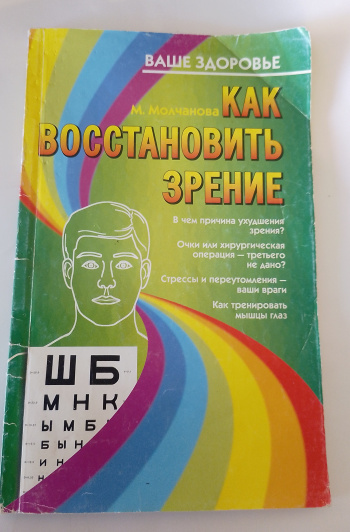 ВАШЕ ЗДОРОВЬЕ
М. Молчанова
КАК
ВОССТАНОВИТЬ
ЗРЕНИЕ
В чем причина ухудшения
зрения?
Очки или хирургическая
операция — третьего
не дано?
Стрессы и переутомления —
ваши враги
Как тренировать
мышцы глаз
Ш Б
М Н К
Ы М Б
Б Ы Н
И Н